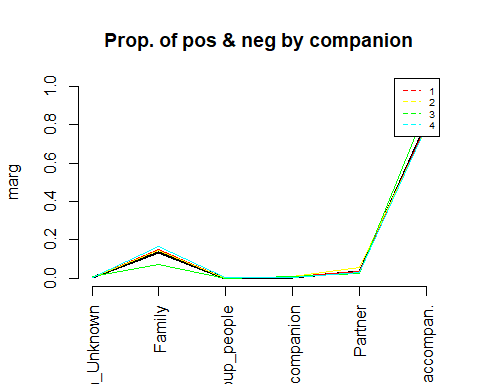 Prop. of pos & neg by companion
marg
1.0
0.8
0.6
0.4
0.2
0.0
1
2
3
4
_Unknown
Family
oup_people
companion
Partner
accompan.